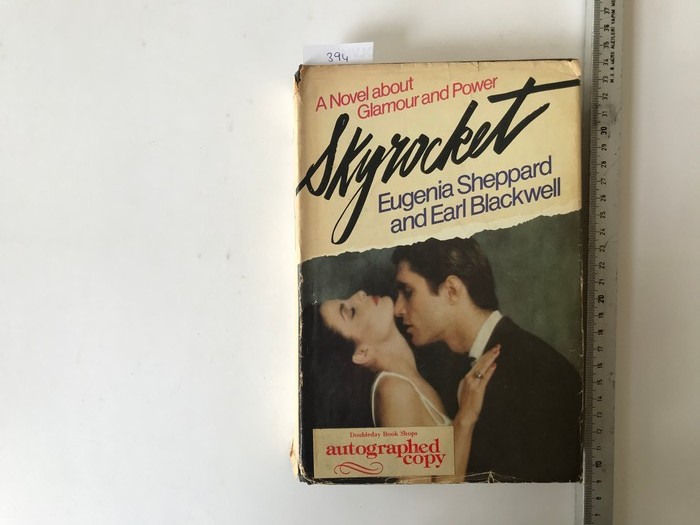 394
A Novel about
Glamour and Power
Skyrocket
Eugenia Sheppard
and Earl Blackwell
Doubleday Book Shops
autographed
copy